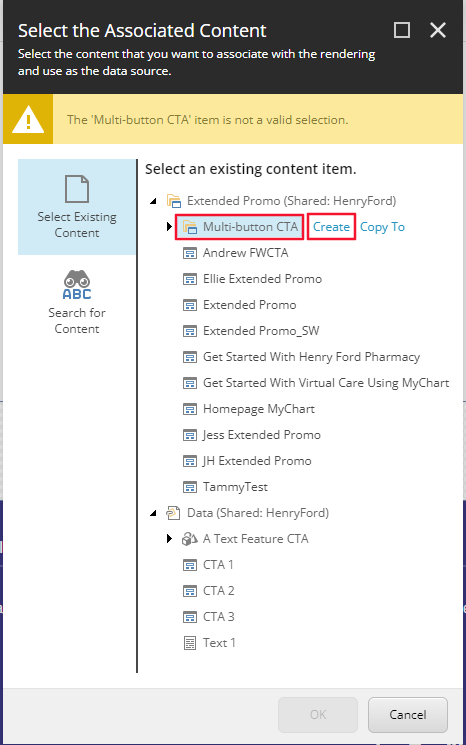 Select the Associated Content
Select the content that you want to associate with the rendering
and use as the data source.
The 'Multi-button CTA' item is not a valid selection.
Select Existing
Content
ABC
Search for
Content
Select an existing content item.
Extended Promo (Shared: HenryFord)
Multi-button CTA Create Copy To
Andrew FWCTA
Ellie Extended Promo
Extended Promo
Extended Promo_SW
Get Started With Henry Ford Pharmacy
Get Started With Virtual Care Using MyChart
Homepage MyChart
Jess Extended Promo
JH Extended Promo
TammyTest
Data (Shared: HenryFord)
A Text Feature CTA
CTA 1
CTA 2
CTA 3
Text 1
OK Cancel